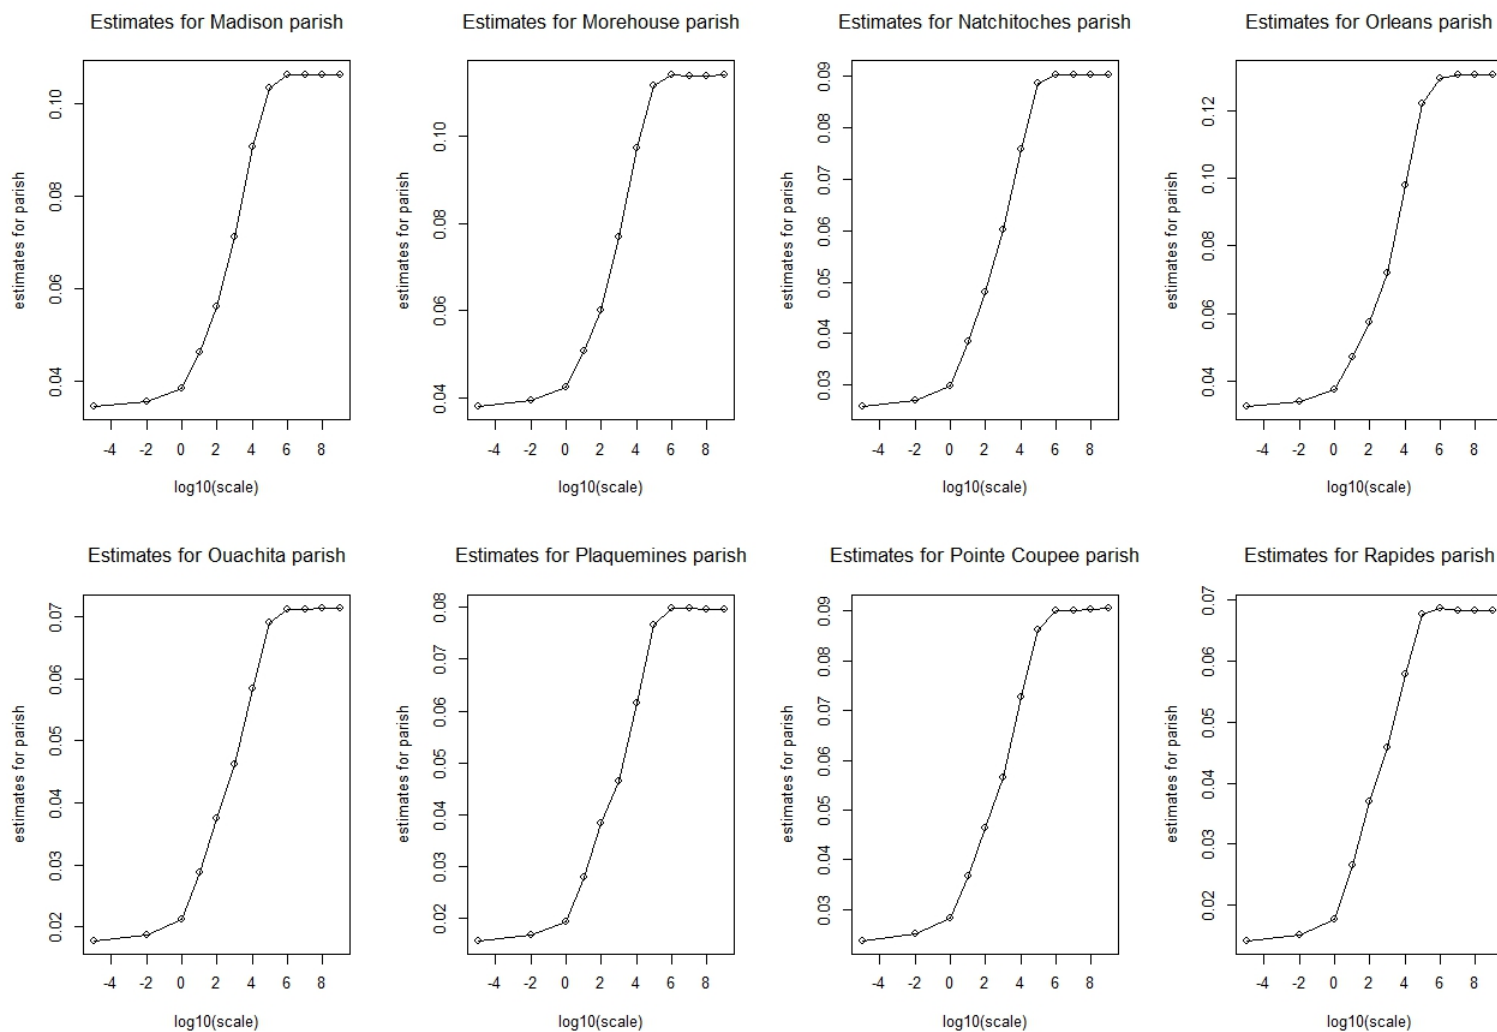 Estimates for Madison parish
estimates for parish
0.10
0.08
0.06
0.04
-4 -2 0 2 4 6 8
log10(scale)
Estimates for Morehouse parish
estimates for parish
0.10
0.08
0.06
0.04
-4 -2 0 2 4 6 8
log10(scale)
Estimates for Natchitoches parish
estimates for parish
0.09
0.08
0.07
0.06
0.05
0.04
0.03
-4 -2 0 2 4 6 8
log10(scale)
Estimates for Orleans parish
estimates for parish
0.12
0.10
0.08
0.06
0.04
-4 -2 0 2 4 6 8
log10(scale)
Estimates for Ouachita parish
estimates for parish
0.07
0.06
0.05
0.04
0.03
0.02
-4 -2 0 2 4 6 8
log10(scale)
Estimates for Plaquemines parish
estimates for parish
0.08
0.07
0.06
0.05
0.04
0.03
0.02
-4 -2 0 2 4 6 8
log10(scale)
Estimates for Pointe Coupee parish
estimates for parish
0.09
0.08
0.07
0.06
0.05
0.04
0.03
-4 -2 0 2 4 6 8
log10(scale)
Estimates for Rapides parish
estimates for parish
0.07
0.06
0.05
0.04
0.03
0.02
-4 -2 0 2 4 6 8
log10(scale)